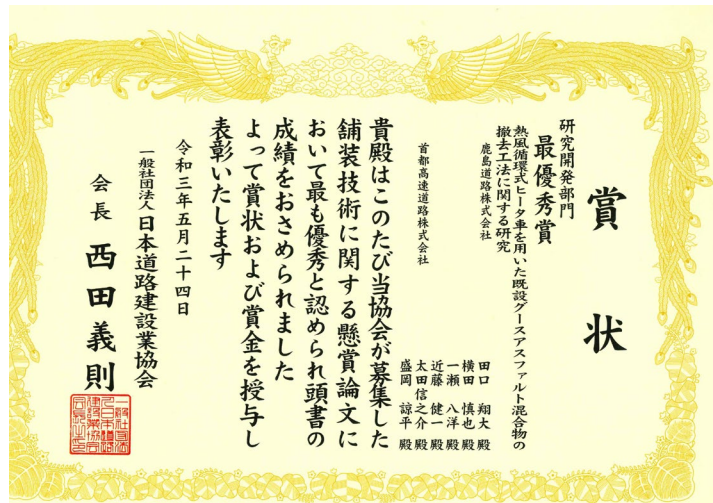 賞状
研究開発部門
最優秀賞
熱風循環式ヒータ車を用いた既設グースアスファルト混合物の
撤去工法に関する研究
鹿島道路株式会社
田口 翔大 殿
横田 慎也 殿
一瀬 八洋 殿
近藤 健一 殿
首都高速道路株式会社
太田信之介 殿
盛岡 諒平 殿
貴殿はこのたび当協会が募集した
舗装技術に関する懸賞論文に
おいて最も優秀と認められ頭書の
成績をおさめられました
よって賞状および賞金を授与し
表彰いたします
令和三年五月二十四日
一般社団法人日本道路建設業協会
会長 西田義則